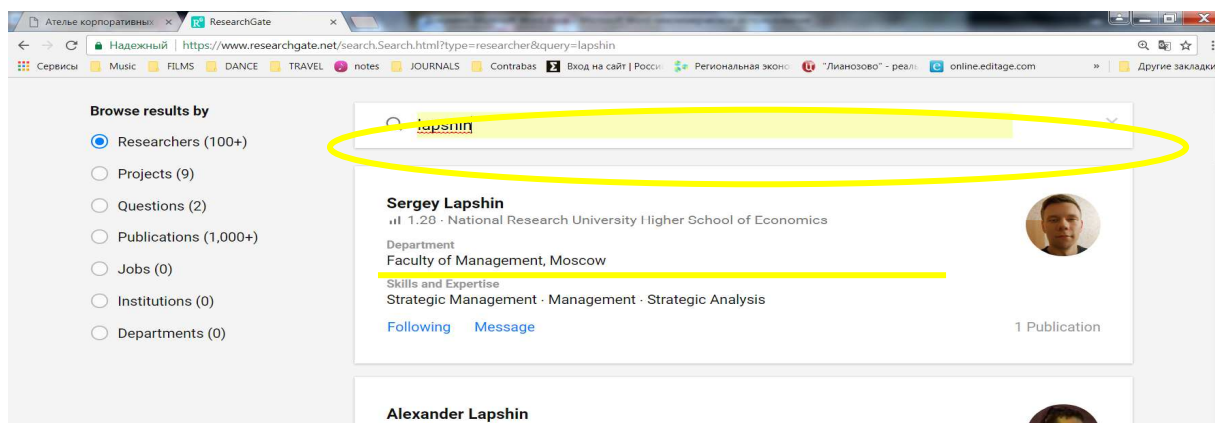 Ателье корпоративных
ResearchGate
Надежный | https://www.researchgate.net/search.Search.html?type=researcher&query=lapshin
Сервисы Music FILMS DANCE TRAVEL notes JOURNALS Contrabas Вход на сайт | Росси Региональная эконо "Лианозово" - реал online.editage.com » Другие закладки
Browse results by
Researchers (100+)
Projects (9)
Questions (2)
Publications (1,000+)
Jobs (0)
Institutions (0)
Departments (0)
lapshin
Sergey Lapshin
1.28 · National Research University Higher School of Economics
Department
Faculty of Management, Moscow
Skills and Expertise
Strategic Management · Management · Strategic Analysis
Following Message
1 Publication
Alexander Lapshin